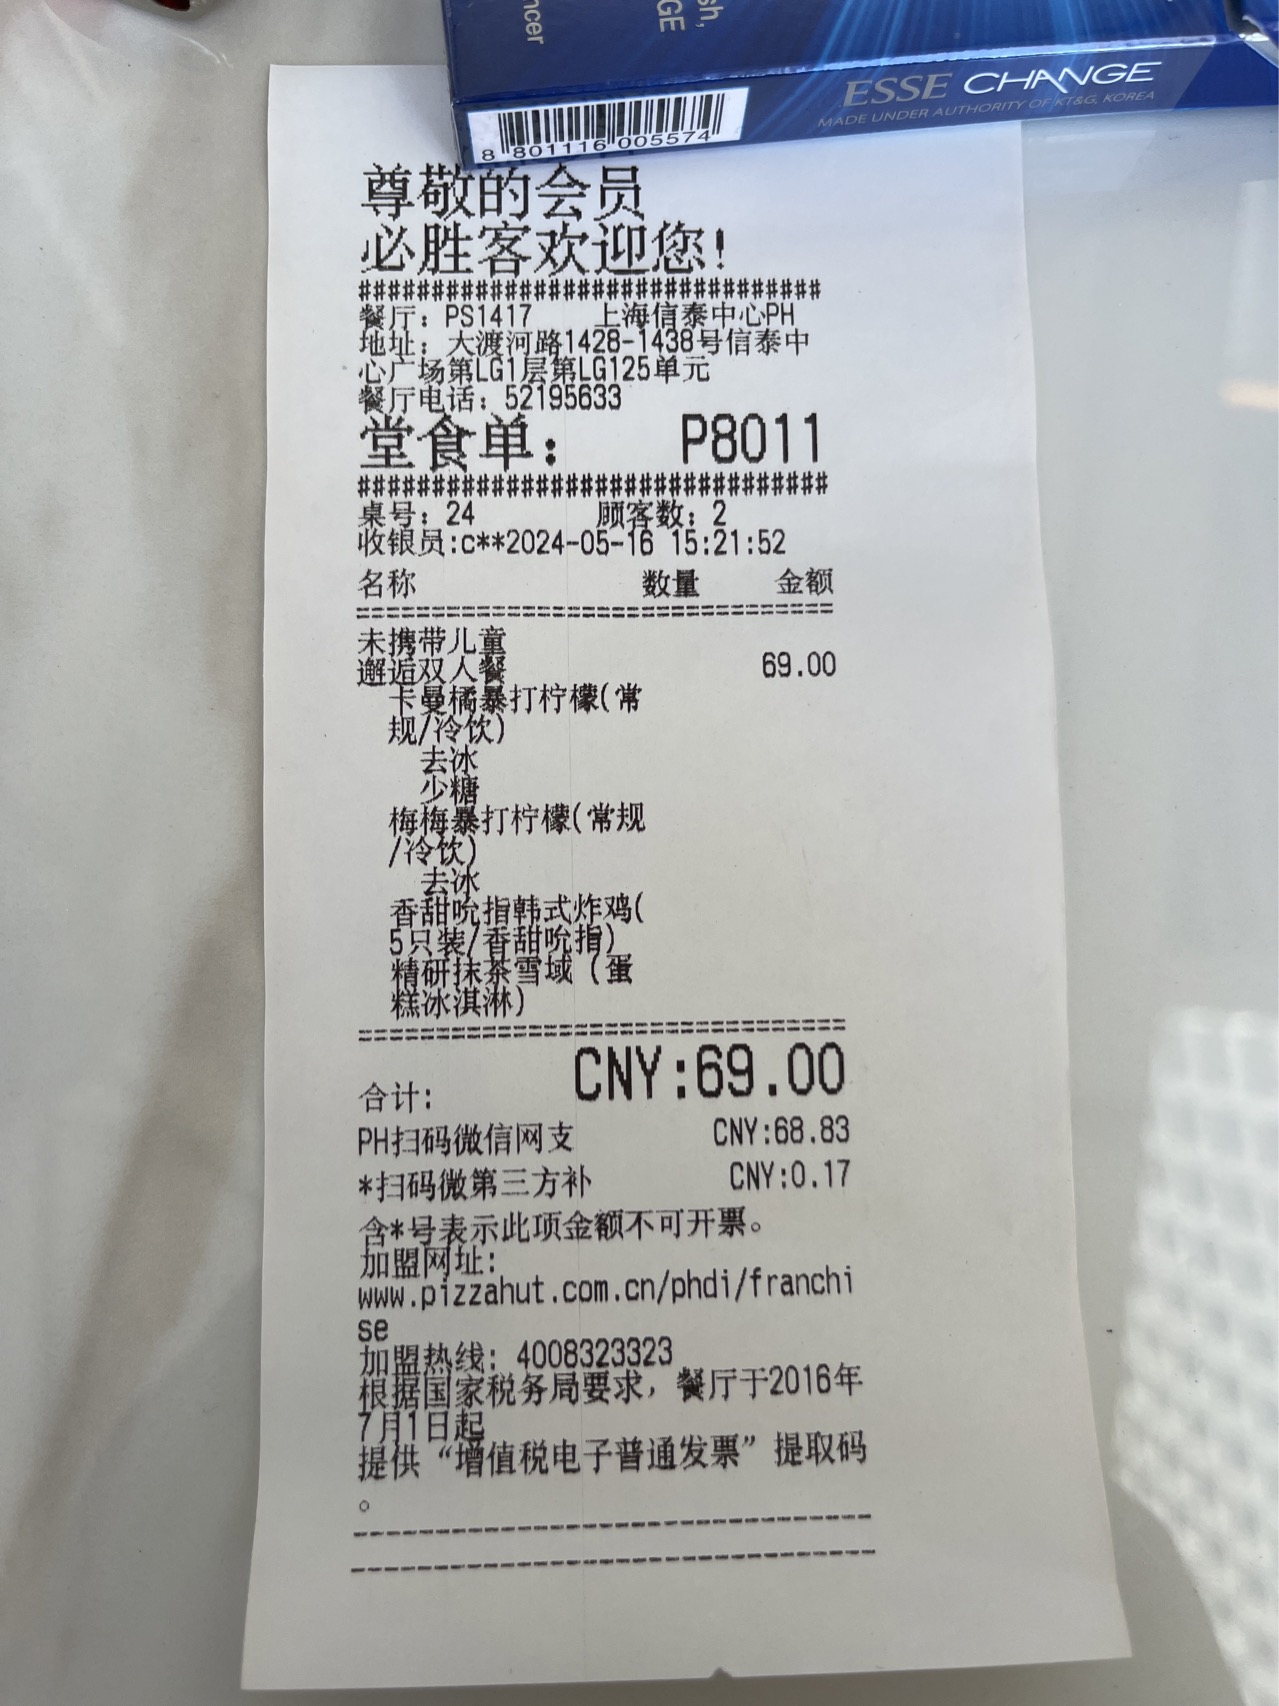 ncer
sh,
GE
ESSE CHANGE
MADE UNDER AUTHORITY OF KT&G, KOREA
8 801116 005574
尊敬的会员
必胜客欢迎您!
################################
餐厅：PS1417 上海信泰中心PH
地址：大渡河路1428-1438号信泰中
心广场第LG1层第LG125单元
餐厅电话：52195633
堂食单： P8011
################################
桌号：24 顾客数：2
收银员:c**2024-05-16 15:21:52
名称 数量 金额
================================
未携带儿童
邂逅双人餐 69.00
卡曼橘暴打柠檬(常
规/冷饮)
去冰
少糖
梅梅暴打柠檬(常规
/冷饮)
去冰
香甜吮指韩式炸鸡(
5只装/香甜吮指)
精研抹茶雪域（蛋
糕冰淇淋)
================================
合计: CNY:69.00
PH扫码微信网支 CNY:68.83
*扫码微第三方补 CNY:0.17
含*号表示此项金额不可开票。
加盟网址:
www.pizzahut.com.cn/phdi/franchi
se
加盟热线: 4008323323
根据国家税务局要求，餐厅于2016年
7月1日起
提供“增值税电子普通发票”提取码
。
--------------------------------
--------------------------------